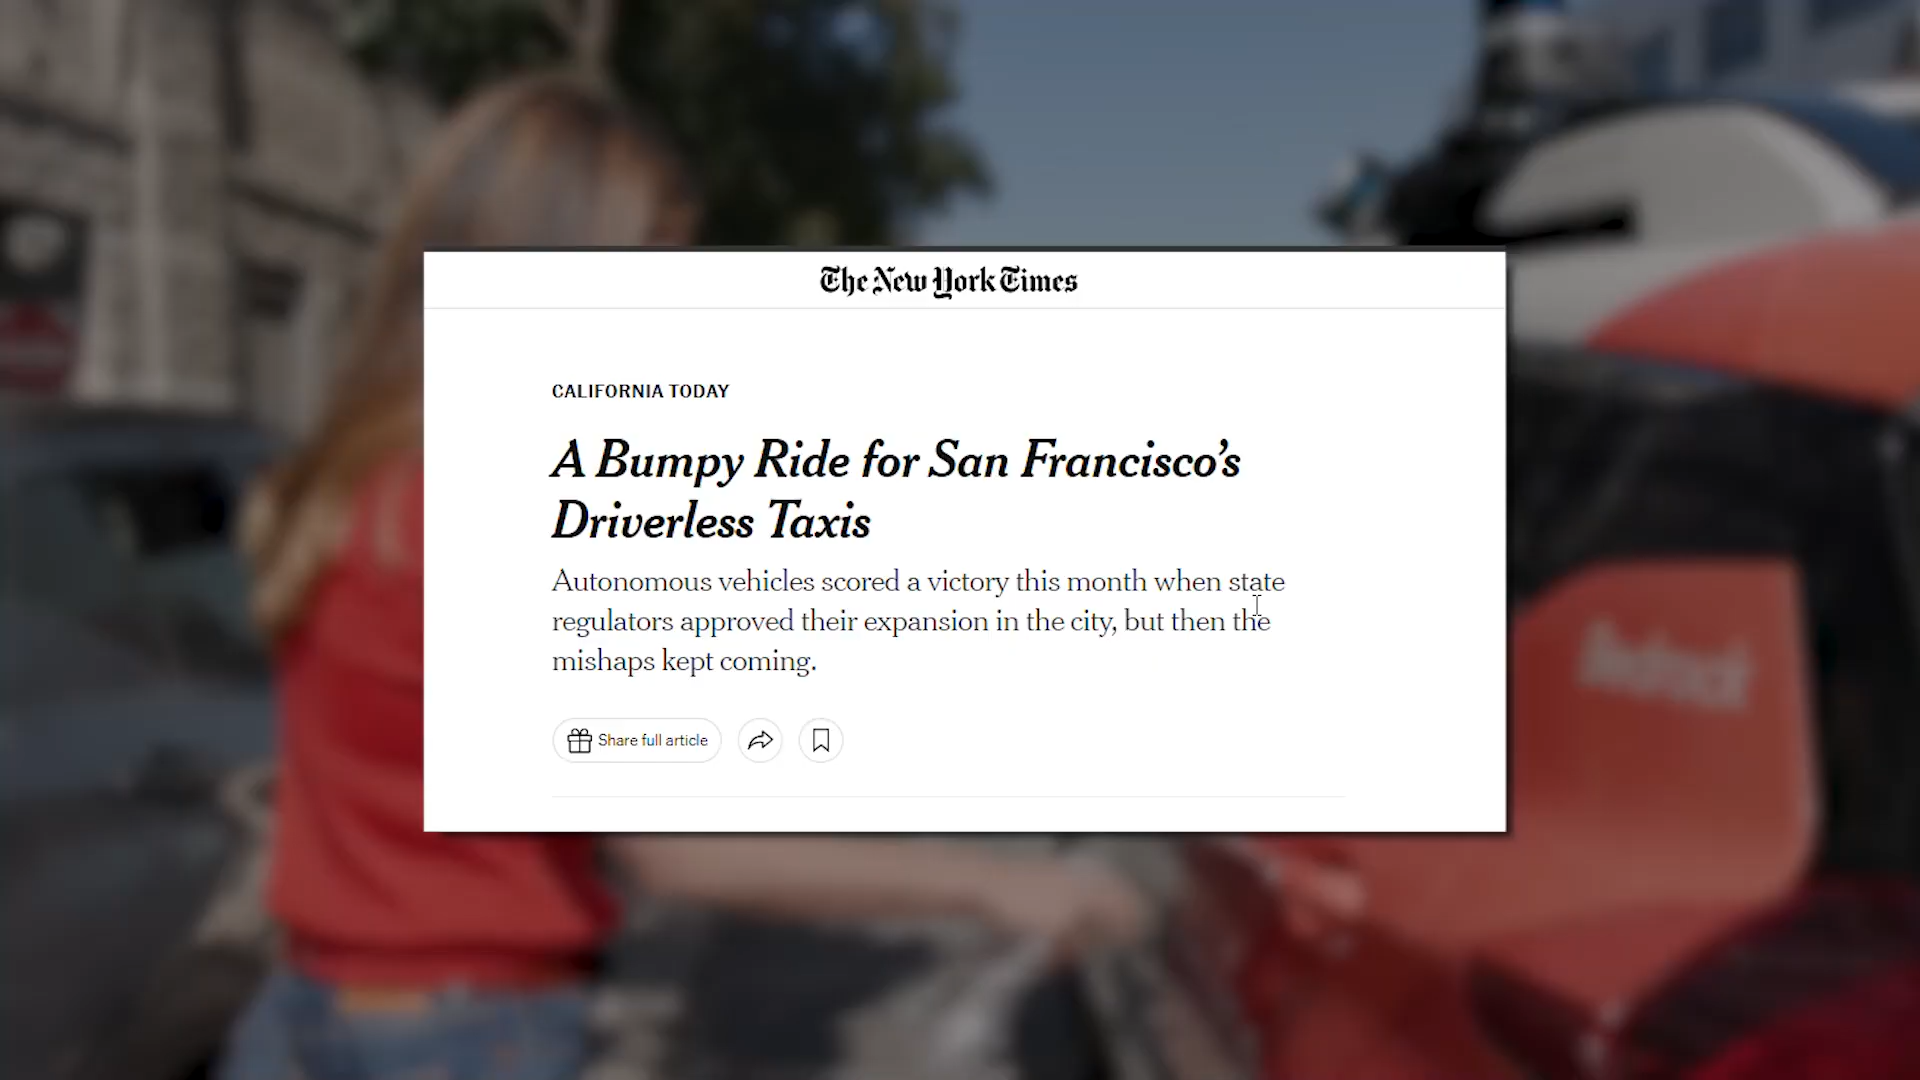 The New York Times
CALIFORNIA TODAY
A Bumpy Ride for San Francisco's
Driverless Taxis
Autonomous vehicles scored a victory this month when state
regulators approved their expansion in the city, but then the
mishaps kept coming.
Share full article